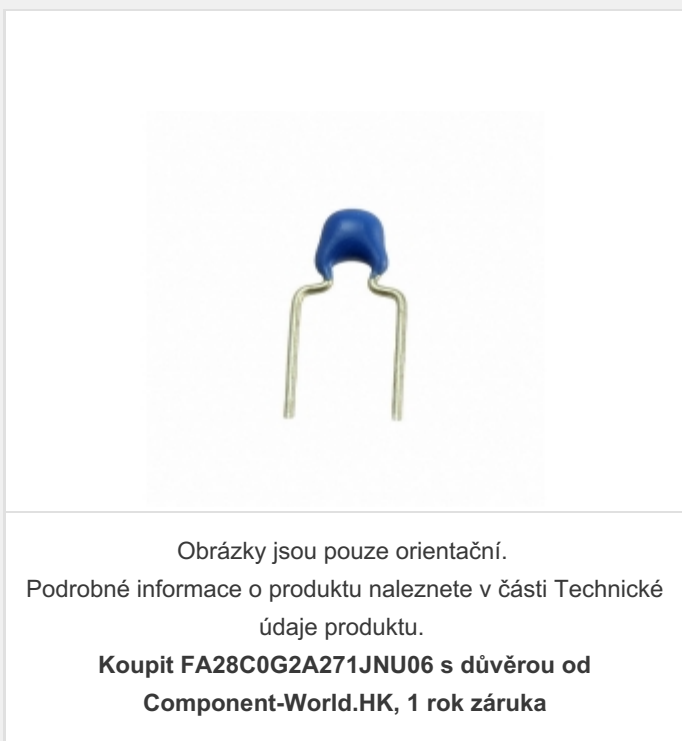 Obrázky jsou pouze orientační.
Podrobné informace o produktu naleznete v části Technické
údaje produktu.
Koupit FA28C0G2A271JNU06 s důvěrou od
Component-World.HK, 1 rok záruka